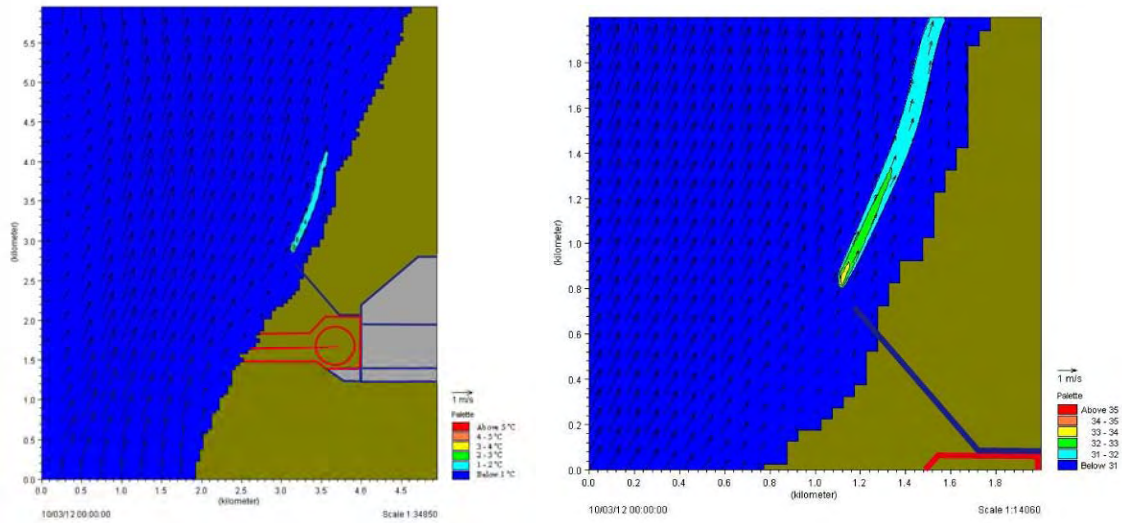 5.5
5.0
4.5
4.0
3.5
3.0
2.5
2.0
1.5
1.0
0.5
0.0
(kilometer)
0.0 0.5 1.0 1.5 2.0 2.5 3.0 3.5 4.0 4.5
(kilometer)
10/03/12 00:00:00
Scale 1:34850
1 m/s
Palette
Above 5 °C
4 - 5 °C
3 - 4 °C
2 - 3 °C
1 - 2 °C
Below 1 °C
1.8
1.6
1.4
1.2
1.0
0.8
0.6
0.4
0.2
0.0
(kilometer)
0.0 0.2 0.4 0.6 0.8 1.0 1.2 1.4 1.6 1.8
(kilometer)
10/03/12 00:00:00
Scale 1:14060
1 m/s
Palette
Above 35
34 - 35
33 - 34
32 - 33
31 - 32
Below 31